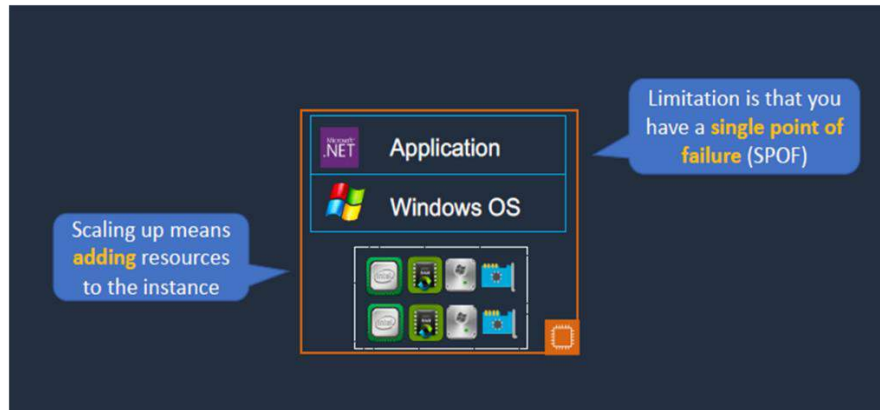 Limitation is that you
have a single point of
failure (SPOF)
Microsoft
.NET
Application
Windows OS
Scaling up means
adding resources
to the instance